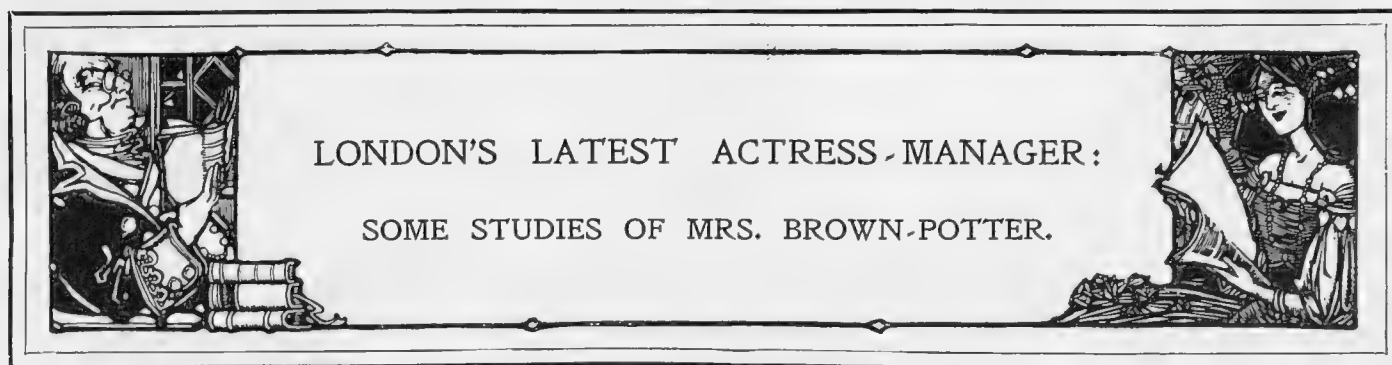 LONDON'S LATEST ACTRESS-MANAGER:
SOME STUDIES OF MRS. BROWN-POTTER.